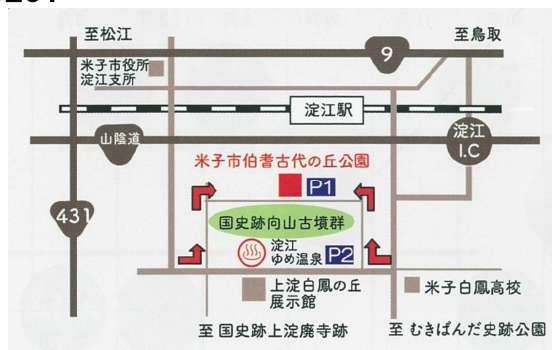 至松江
至鳥取
9
米子市役所
淀江支所
淀江駅
山陰道
淀江
I.C
米子市伯耆古代の丘公園
P1
431
国史跡向山古墳群
淀江
ゆめ温泉
P2
上淀白鳳の丘
展示館
米子白鳳高校
至 国史跡上淀廃寺跡
至 むきばんだ史跡公園